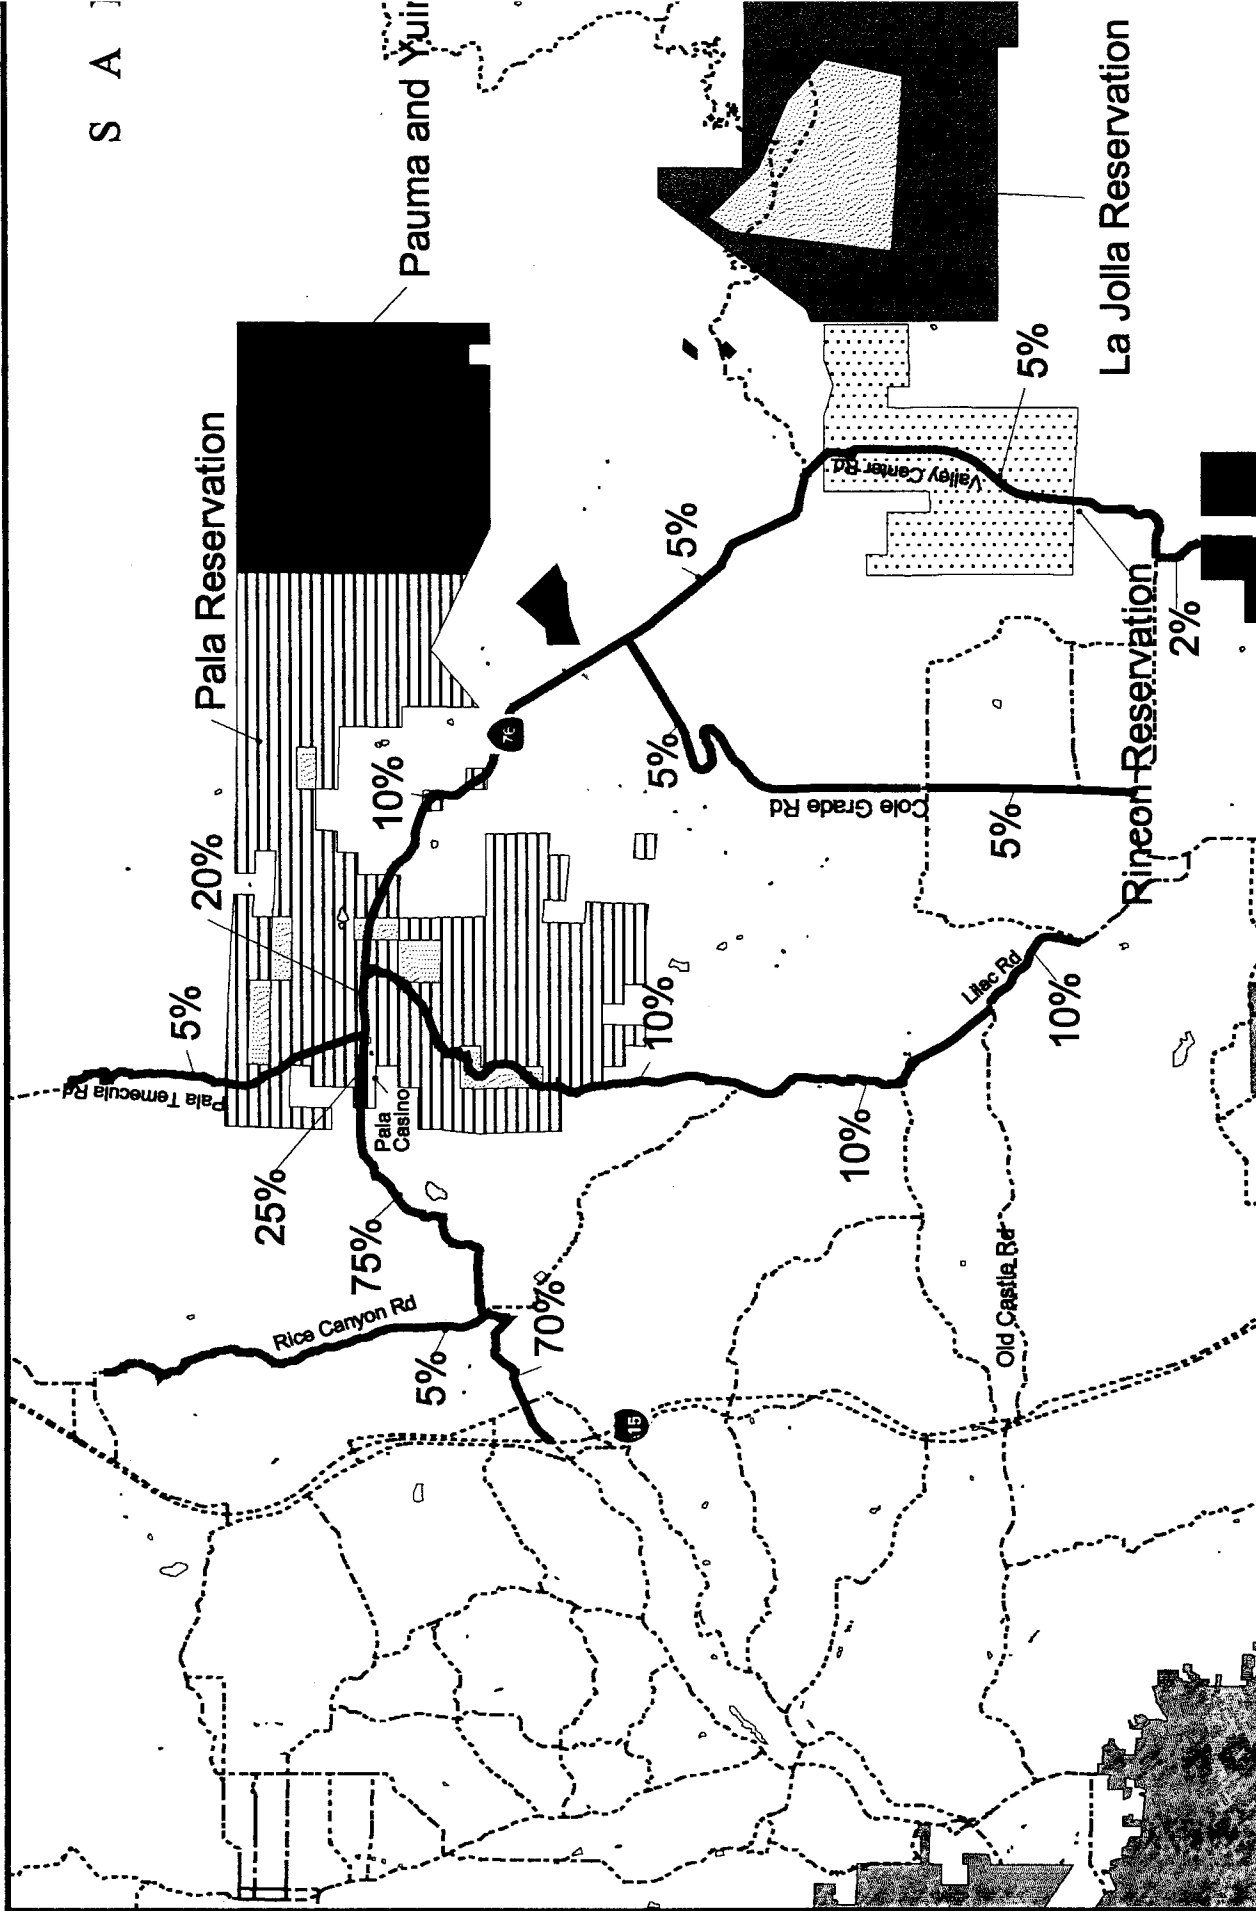 S A
Pauma and Yuin
Pala Reservation
La Jolla Reservation
20%
5%
Pala Temecula Rd
25%
75%
Rice Canyon Rd
5%
70%
Pala
Casino
10%
76
5%
5%
Cole Grade Rd
5%
Valley Center Rd
5%
2%
Rincon Reservation
10%
10%
Lilac Rd
10%
Old Castle Rd
15